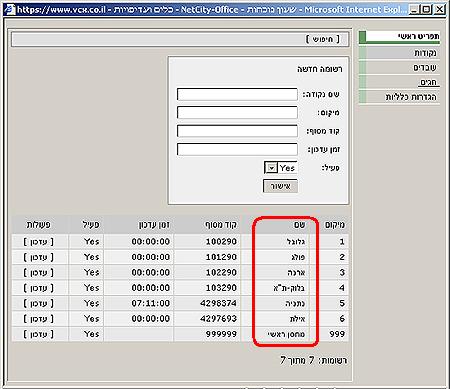 https://www.vcx.co.il - שעון נוכחות - NetCity-Office - כלים ועדיפויות - Microsoft Internet Expl...
תפריט ראשי
נקודות
עובדים
חגים
הגדרות כלליות
[ חיפוש ]
רשומה חדשה
שם נקודה:
מיקום:
קוד מסוף:
זמן עדכון:
פעיל: Yes
אישור
מיקום שם קוד מסוף זמן עדכון פעיל פעולות
1 גלובל 100290 00:00:00 Yes [ עדכון ]
2 פולג 101290 00:00:00 Yes [ עדכון ]
3 ארנה 102290 00:00:00 Yes [ עדכון ]
4 בלוק-ת"א 103290 00:00:00 Yes [ עדכון ]
5 נתניה 4298374 07:11:00 Yes [ עדכון ]
6 אילת 4297693 00:00:00 Yes [ עדכון ]
999 מחסן ראשי 999999 Yes [ עדכון ]
רשומות: 7 מתוך 7